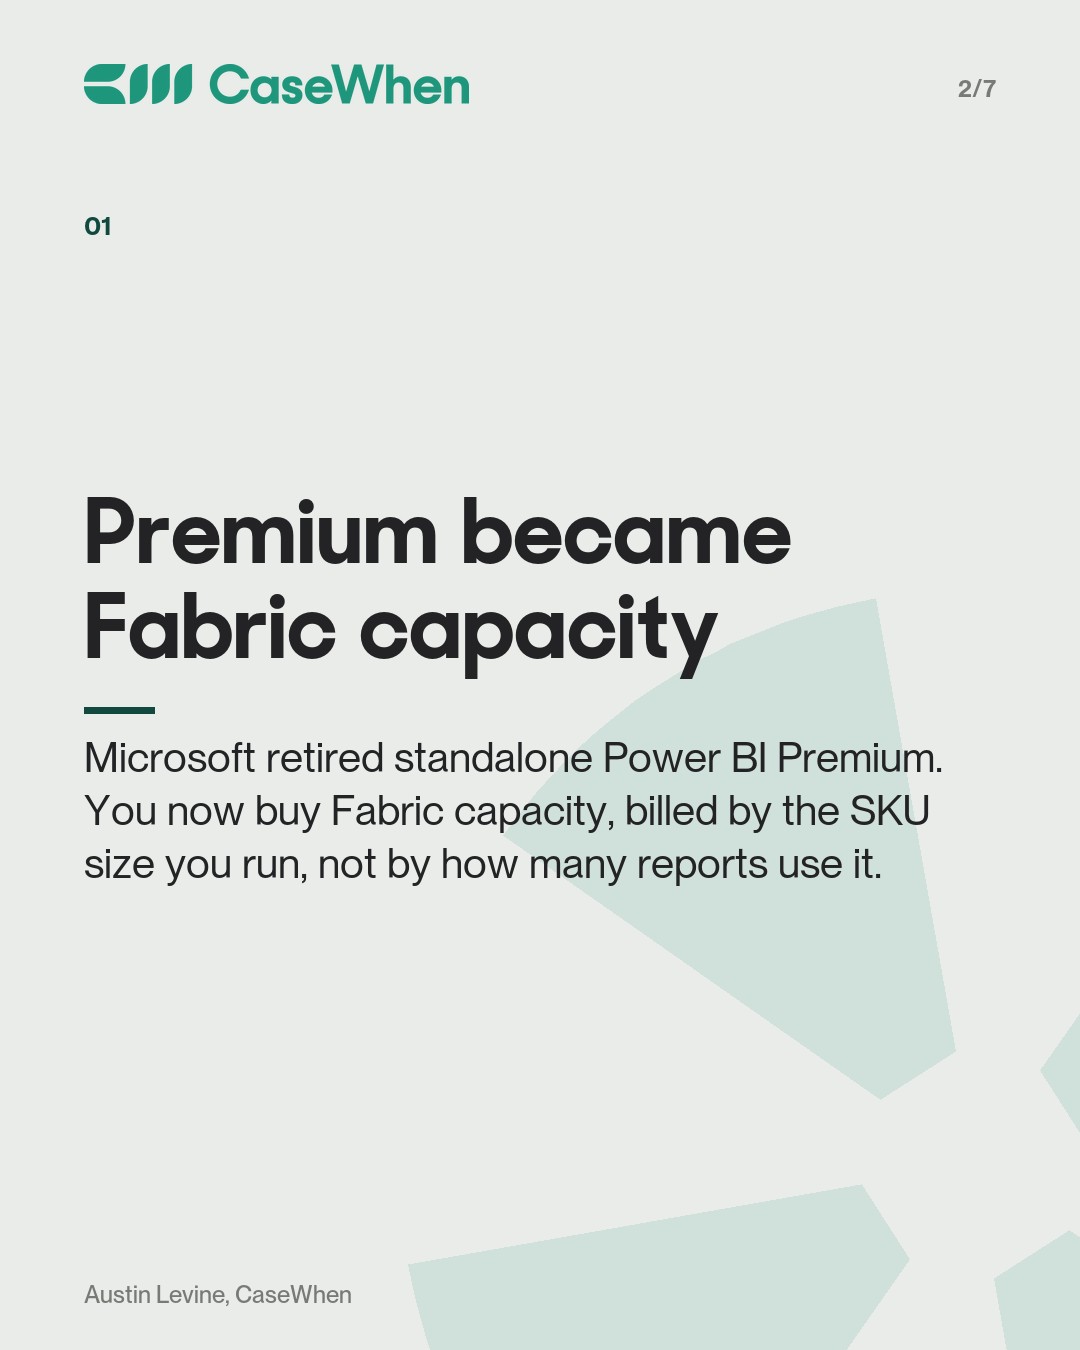 CaseWhen
2/7
01
Premium became
Fabric capacity
Microsoft retired standalone Power BI Premium.
You now buy Fabric capacity, billed by the SKU
size you run, not by how many reports use it.
Austin Levine, CaseWhen